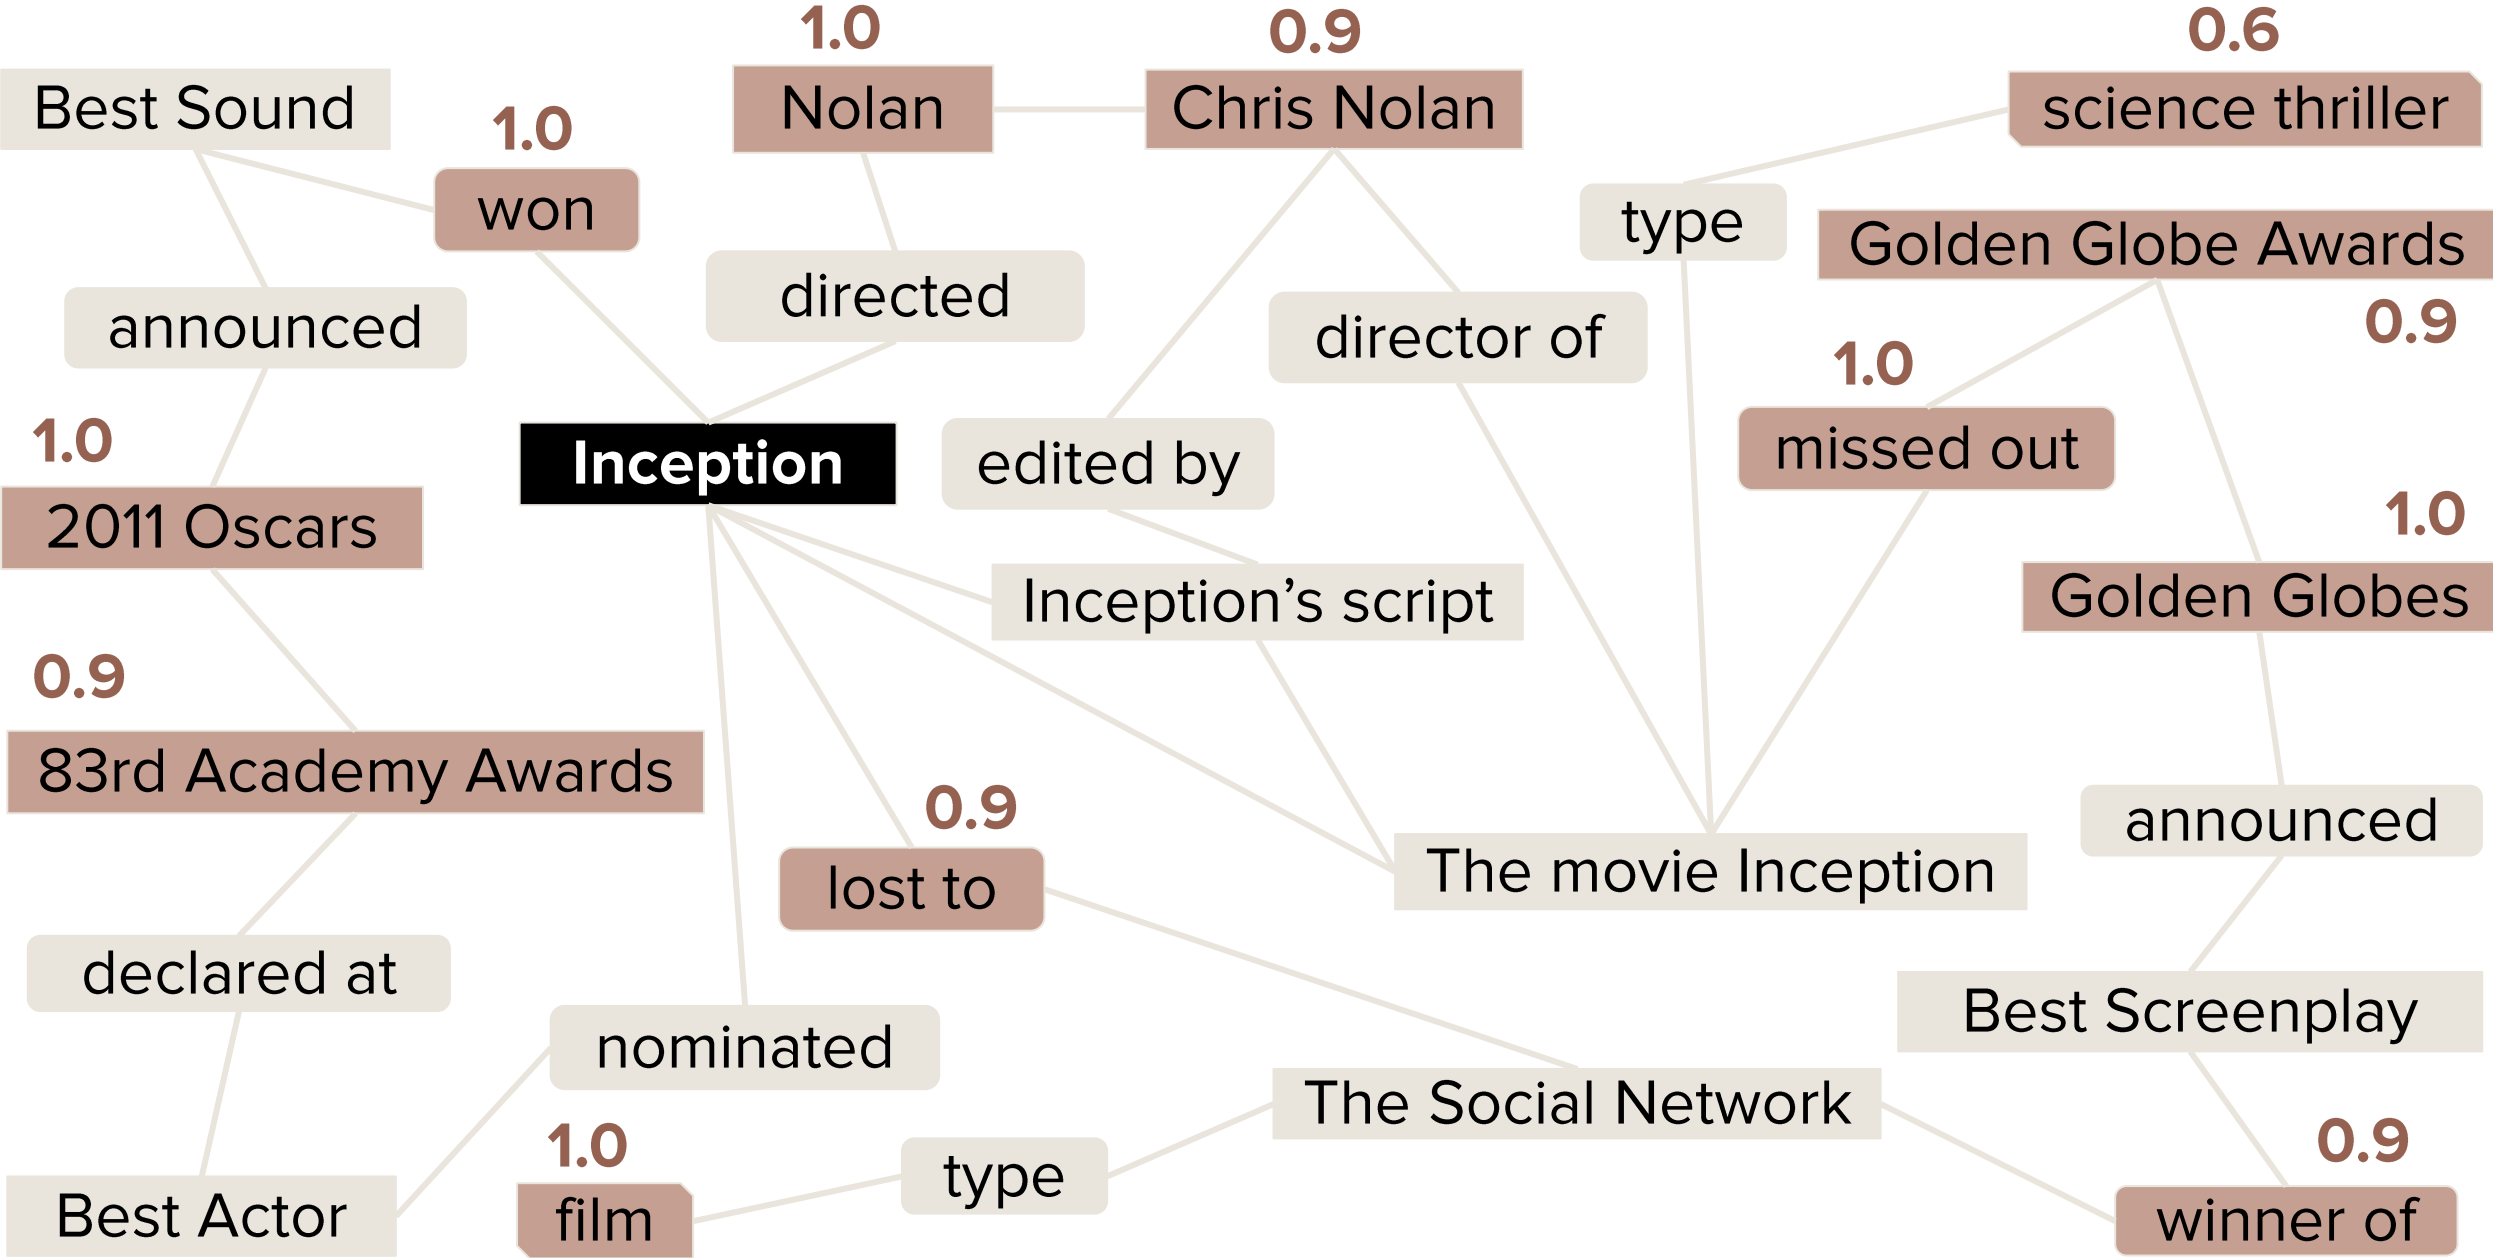 1.0
0.9
0.6
Best Sound
1.0
Nolan
Chris Nolan
science thriller
won
type
Golden Globe Awards
directed
announced
director of
0.9
1.0
1.0
Inception
edited by
missed out
2011 Oscars
1.0
Inception's script
Golden Globes
0.9
83rd Academy Awards
0.9
lost to
The movie Inception
announced
declared at
nominated
Best Screenplay
The Social Network
1.0
0.9
type
Best Actor
film
winner of